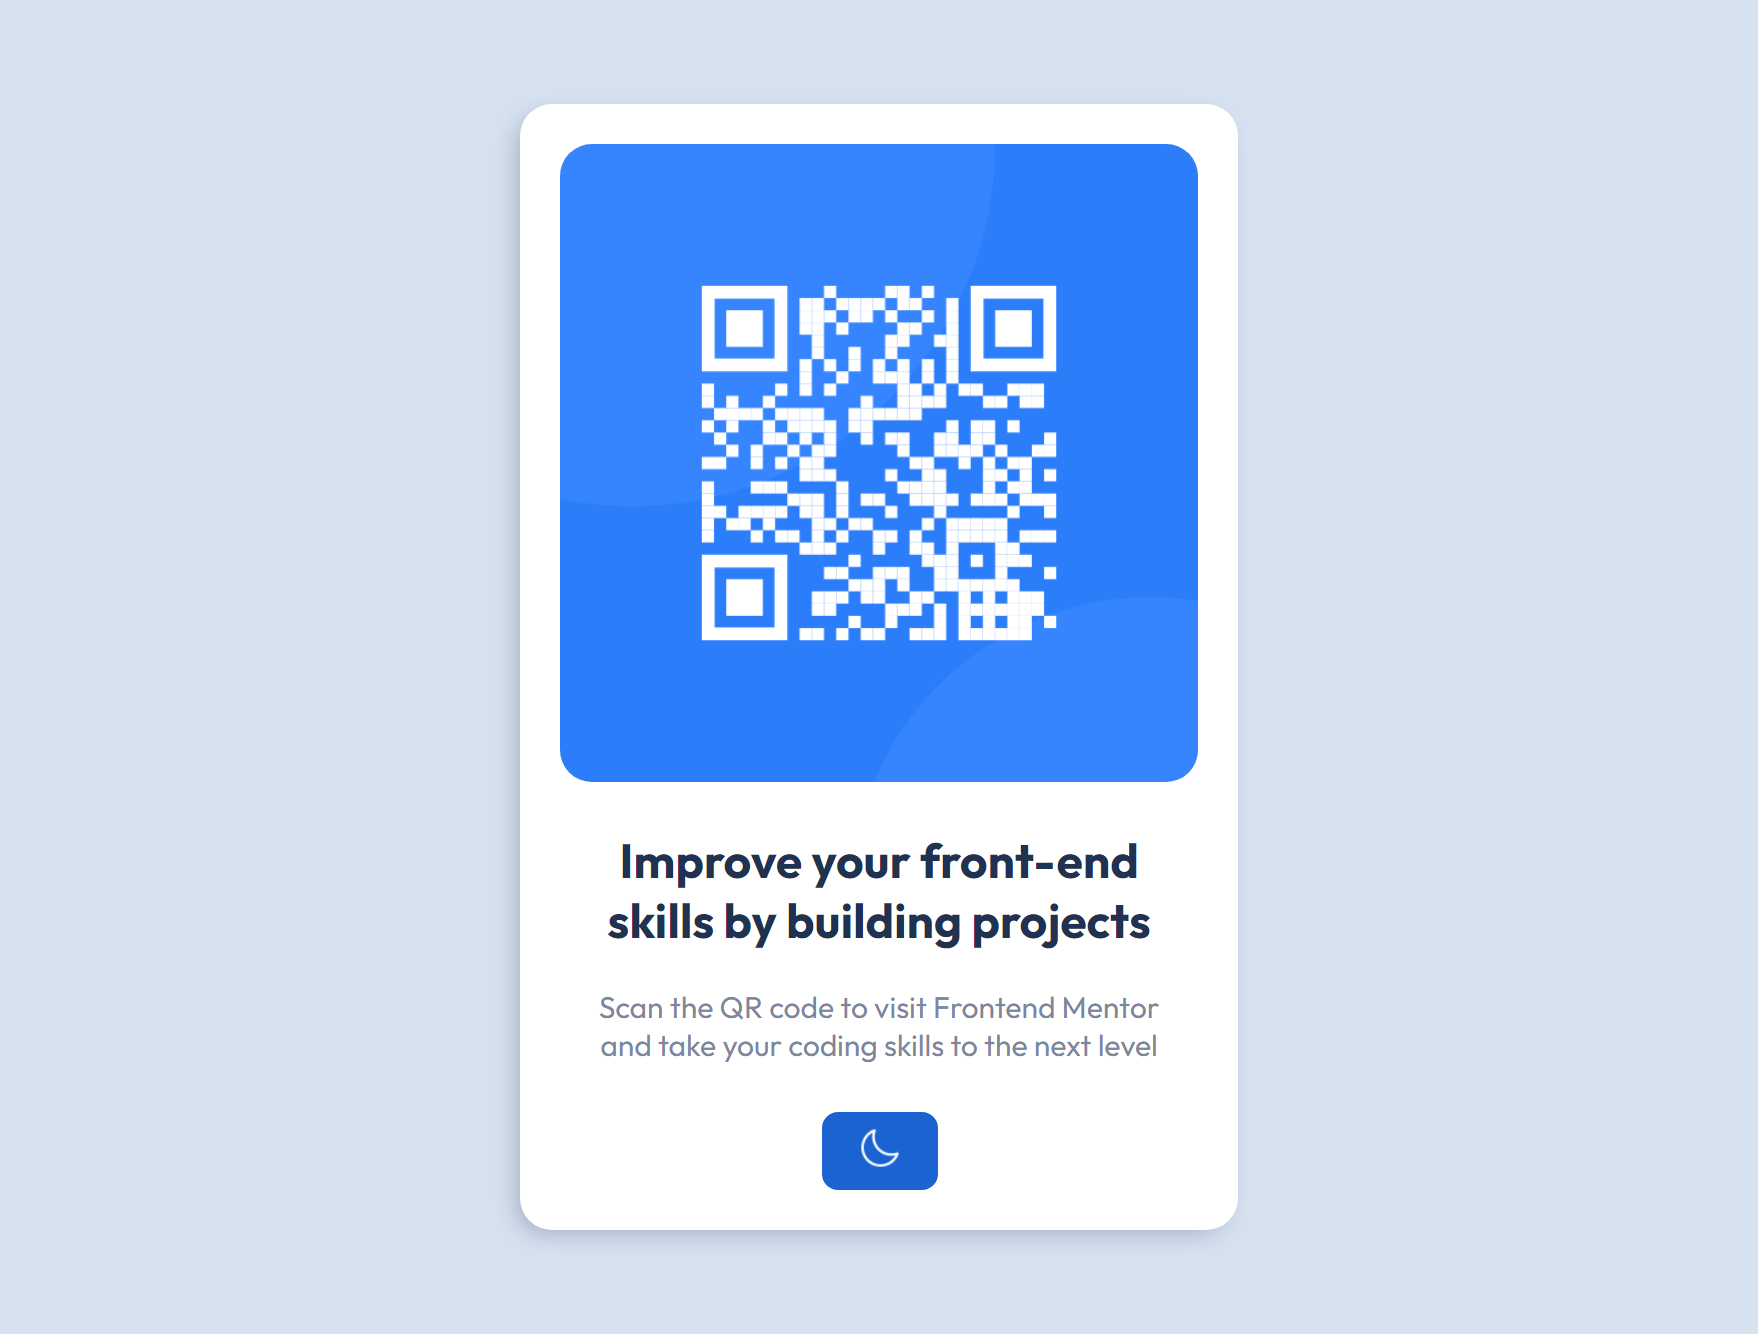 Improve your front-end
skills by building projects
Scan the QR code to visit Frontend Mentor
and take your coding skills to the next level